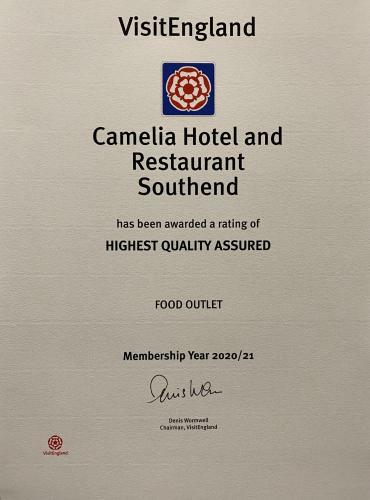 VisitEngland
Camelia Hotel and
Restaurant
Southend
has been awarded a rating of
HIGHEST QUALITY ASSURED
FOOD OUTLET
Membership Year 2020/21
Denis Wormwell
Chairman, VisitEngland
VisitEngland